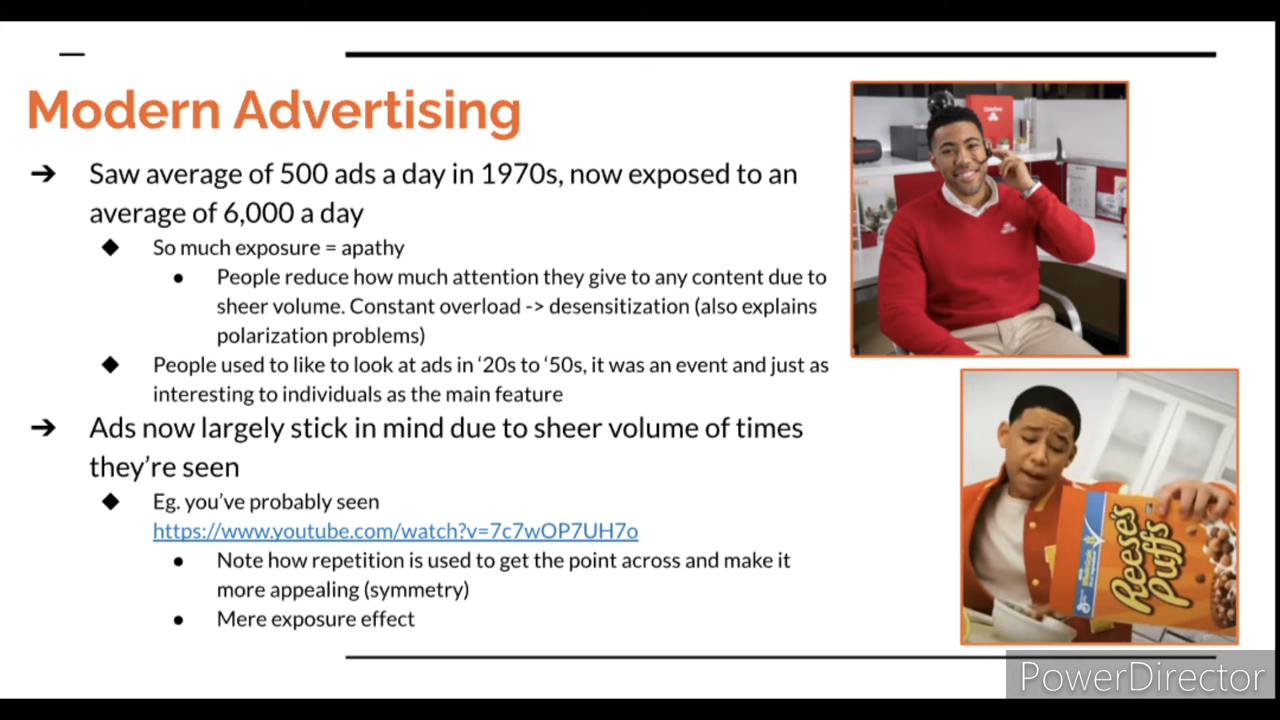 Modern Advertising
➔ Saw average of 500 ads a day in 1970s, now exposed to an
average of 6,000 a day
◆ So much exposure = apathy
● People reduce how much attention they give to any content due to
sheer volume. Constant overload -> desensitization (also explains
polarization problems)
◆ People used to like to look at ads in ‘20s to ‘50s, it was an event and just as
interesting to individuals as the main feature
➔ Ads now largely stick in mind due to sheer volume of times
they’re seen
◆ Eg. you’ve probably seen
https://www.youtube.com/watch?v=7c7wOP7UH7o
● Note how repetition is used to get the point across and make it
more appealing (symmetry)
● Mere exposure effect
Reese's
Puffs
PowerDirector